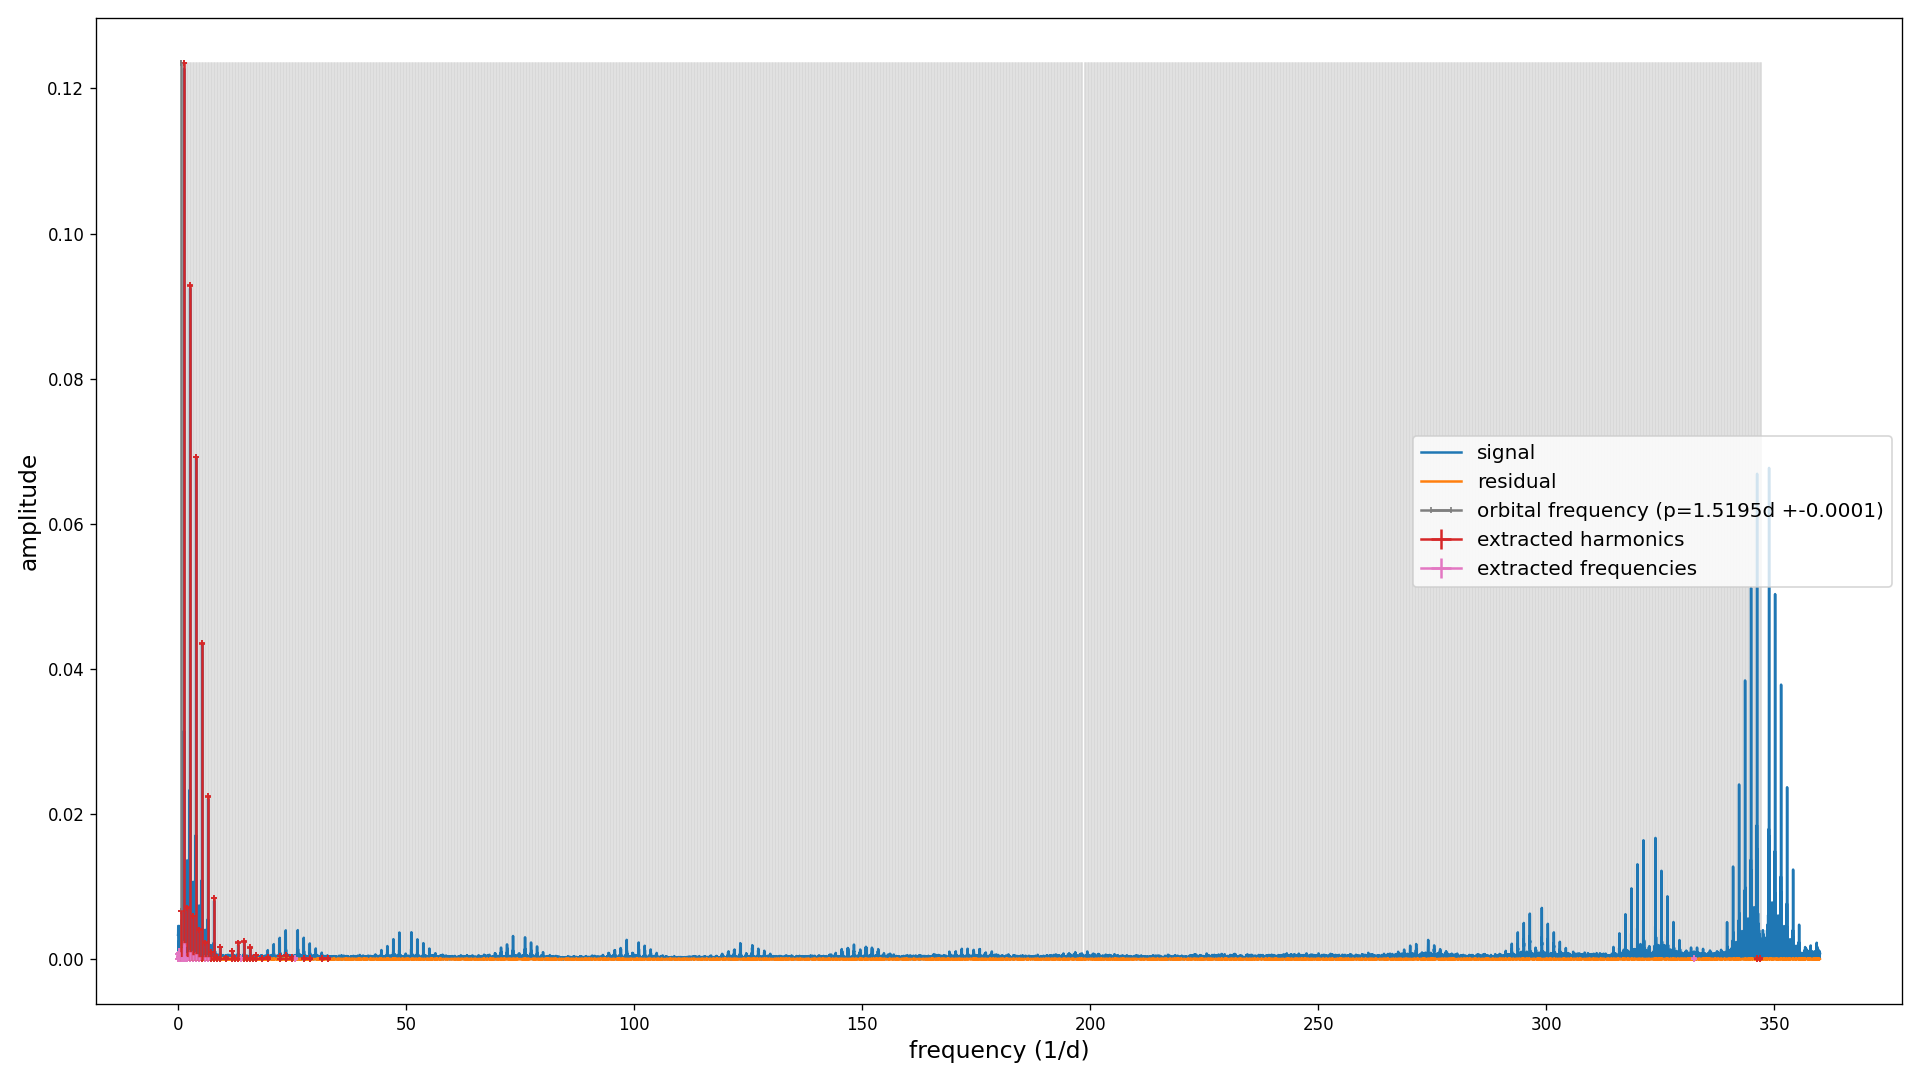 0.12
0.10
0.08
0.06
0.04
0.02
0.00
amplitude
signal
residual
orbital frequency (p=1.5195d +-0.0001)
extracted harmonics
extracted frequencies
0 50 100 150 200 250 300 350
frequency (1/d)